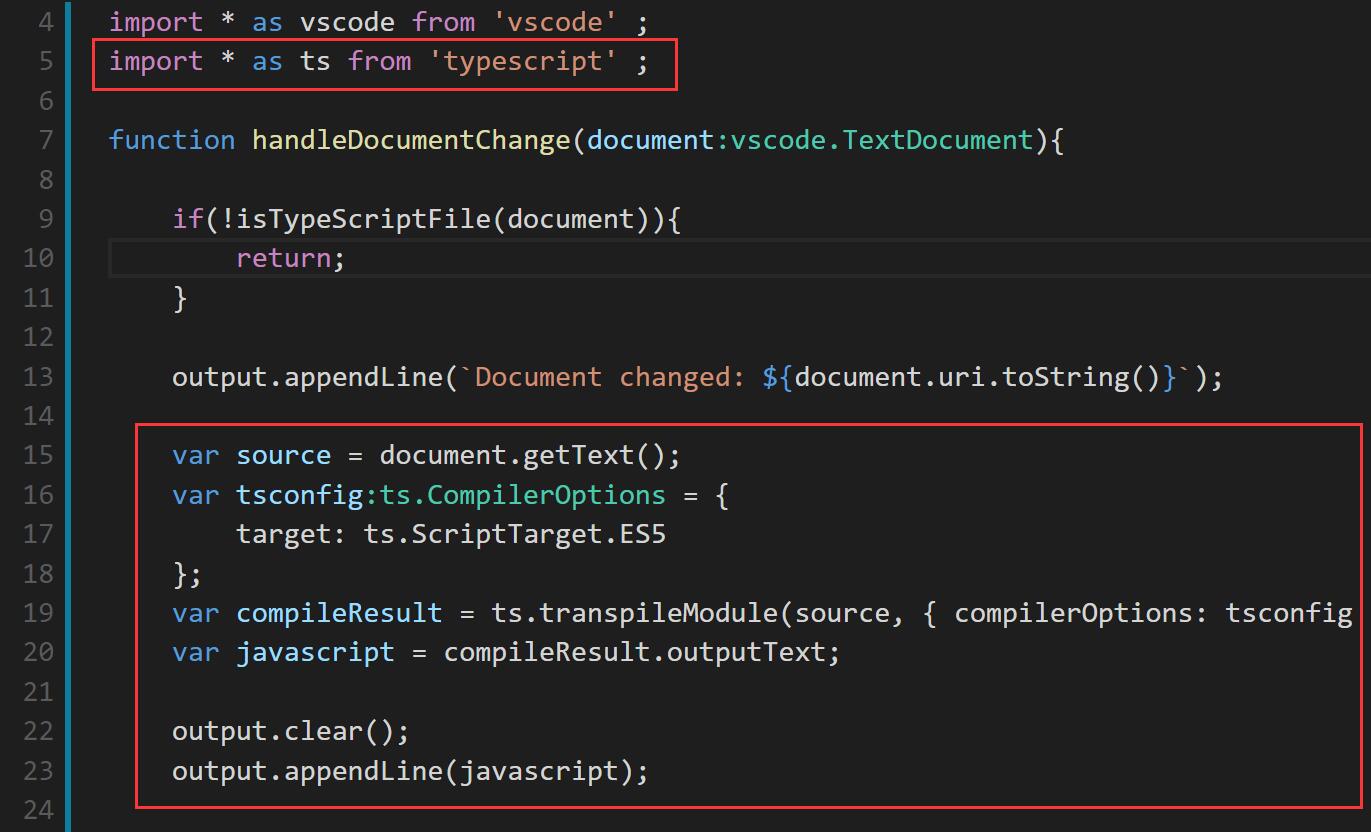 4 import * as vscode from 'vscode' ;
5 import * as ts from 'typescript' ;
6
7 function handleDocumentChange(document:vscode.TextDocument){
8
9     if(!isTypeScriptFile(document)){
10         return;
11     }
12
13     output.appendLine(`Document changed: ${document.uri.toString()}`);
14
15     var source = document.getText();
16     var tsconfig:ts.CompilerOptions = {
17         target: ts.ScriptTarget.ES5
18     };
19     var compileResult = ts.transpileModule(source, { compilerOptions: tsconfig
20     var javascript = compileResult.outputText;
21
22     output.clear();
23     output.appendLine(javascript);
24